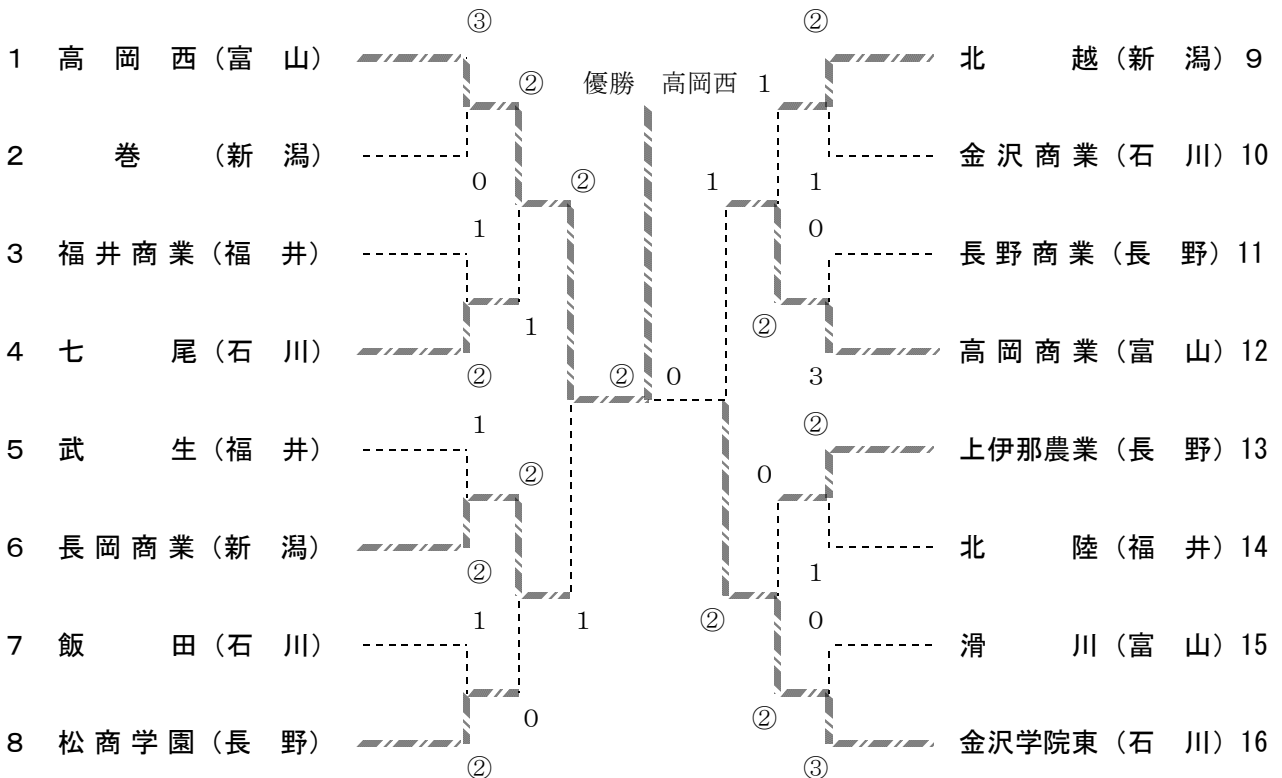 ③ ②
1 高岡西(富山) 北越(新潟) 9
② 優勝 高岡西 1
2 巻(新潟) 金沢商業(石川) 10
0 ② 1 1
1 0
3 福井商業(福井) 長野商業(長野) 11
1 ②
4 七尾(石川) 高岡商業(富山) 12
② ② 0 3
1 ②
5 武生(福井) 上伊那農業(長野) 13
② 0
6 長岡商業(新潟) 北陸(福井) 14
② 1
1 1 ② 0
7 飯田(石川) 滑川(富山) 15
0 ②
8 松商学園(長野) 金沢学院東(石川) 16
② ③